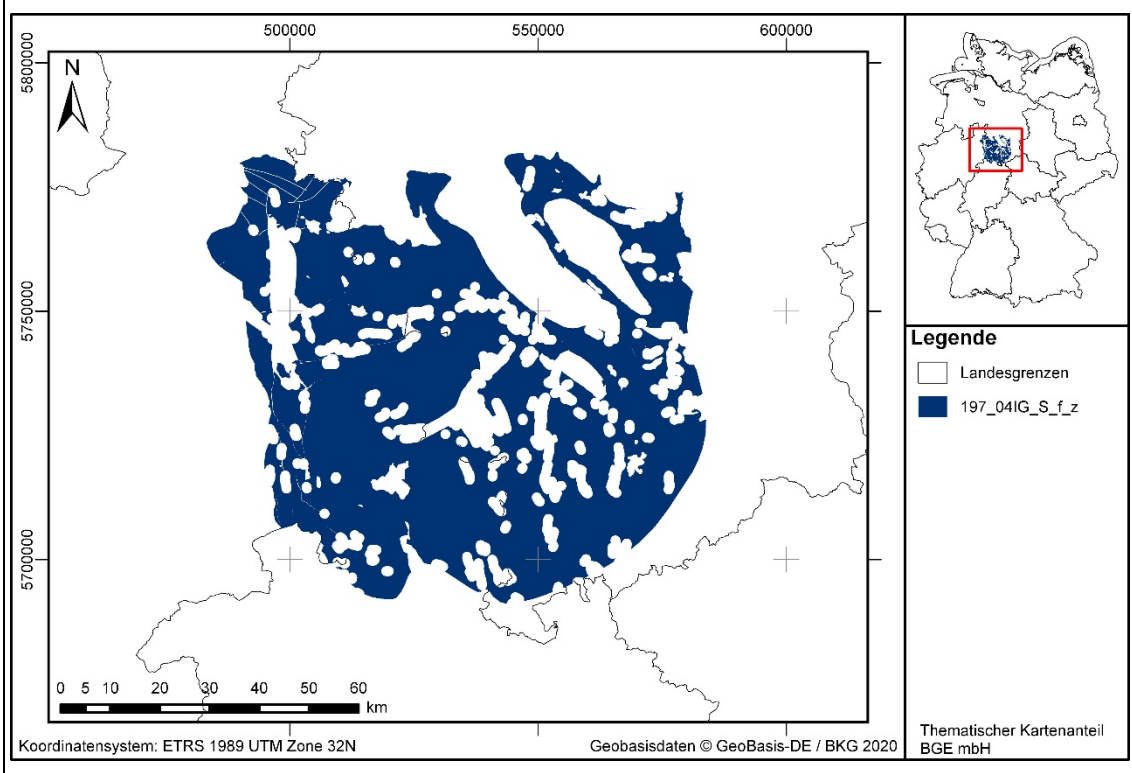 500000 550000 600000
5800000
N
5750000
5700000
0 5 10 20 30 40 50 60
km
Koordinatensystem: ETRS 1989 UTM Zone 32N
Geobasisdaten © GeoBasis-DE / BKG 2020
Legende
Landesgrenzen
197_04IG_S_f_z
Thematischer Kartenanteil
BGE mbH